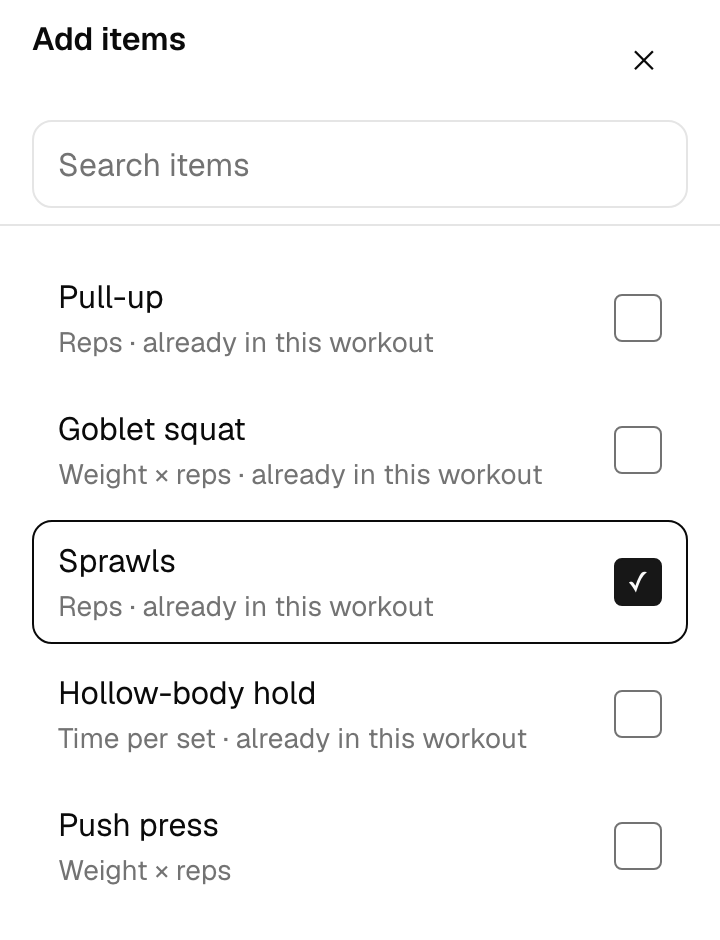 Add items
Search items
Pull-up
Reps · already in this workout
Goblet squat
Weight × reps · already in this workout
Sprawls
Reps · already in this workout
Hollow-body hold
Time per set · already in this workout
Push press
Weight × reps